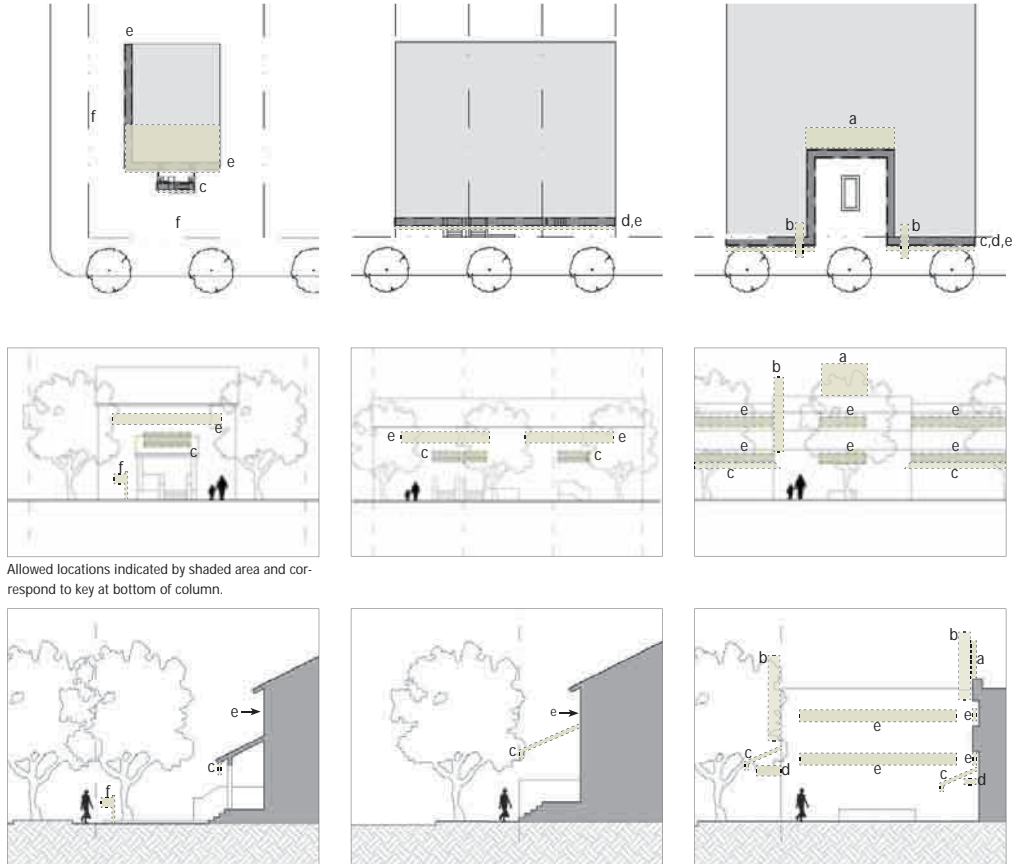 e
f
e
c
f
d,e
a
b
b
c,d,e
e
c
f
e
e
c
c
a
b
e
e
e
e
e
e
c
c
Allowed locations indicated by shaded area and cor-
respond to key at bottom of column.
e
c
f
e
c
b
b
a
e
e
c
e
e
c
d
d